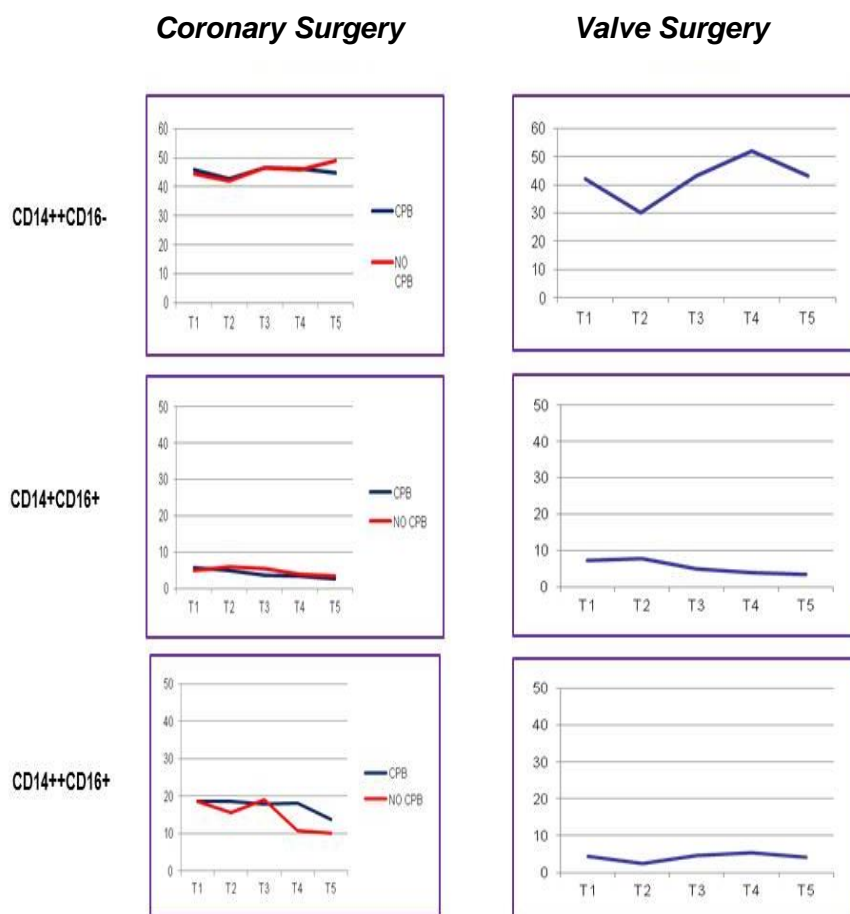 Coronary Surgery
Valve Surgery
60
50
40
30
20
10
0
T1 T2 T3 T4 T5
CPB
NO
CPB
60
50
40
30
20
10
0
T1 T2 T3 T4 T5
CD14++CD16-
50
40
30
20
10
0
T1 T2 T3 T4 T5
CPB
NO CPB
50
40
30
20
10
0
T1 T2 T3 T4 T5
CD14+CD16+
50
40
30
20
10
0
T1 T2 T3 T4 T5
CPB
NO CPB
50
40
30
20
10
0
T1 T2 T3 T4 T5
CD14++CD16+